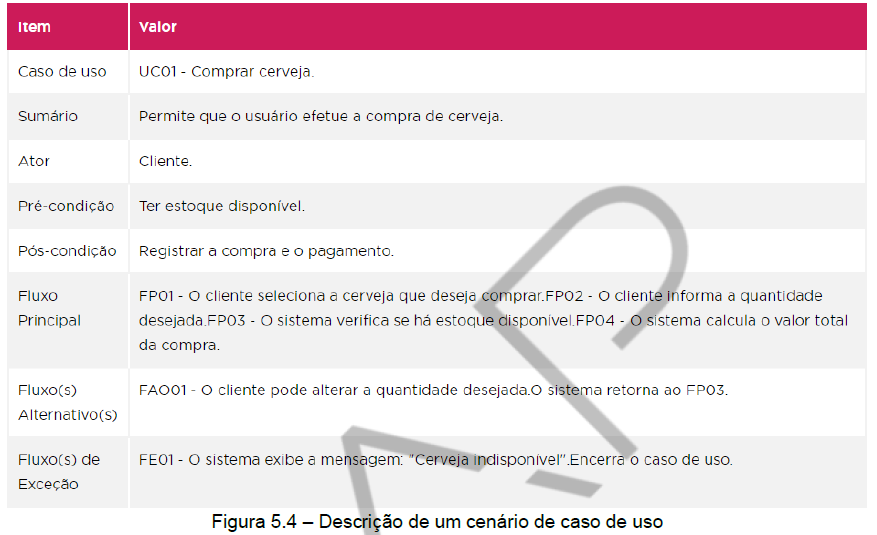 Item Valor
Caso de uso UC01 - Comprar cerveja.
Sumário Permite que o usuário efetue a compra de cerveja.
Ator Cliente.
Pré-condição Ter estoque disponível.
Pós-condição Registrar a compra e o pagamento.
Fluxo FP01 - O cliente seleciona a cerveja que deseja comprar.FP02 - O cliente informa a quantidade
Principal desejada.FP03 - O sistema verifica se há estoque disponível.FP04 - O sistema calcula o valor total
da compra.
Fluxo(s) FAO01 - O cliente pode alterar a quantidade desejada.O sistema retorna ao FP03.
Alternativo(s)
Fluxo(s) de FE01 - O sistema exibe a mensagem: "Cerveja indisponível".Encerra o caso de uso.
Exceção
Figura 5.4 – Descrição de um cenário de caso de uso